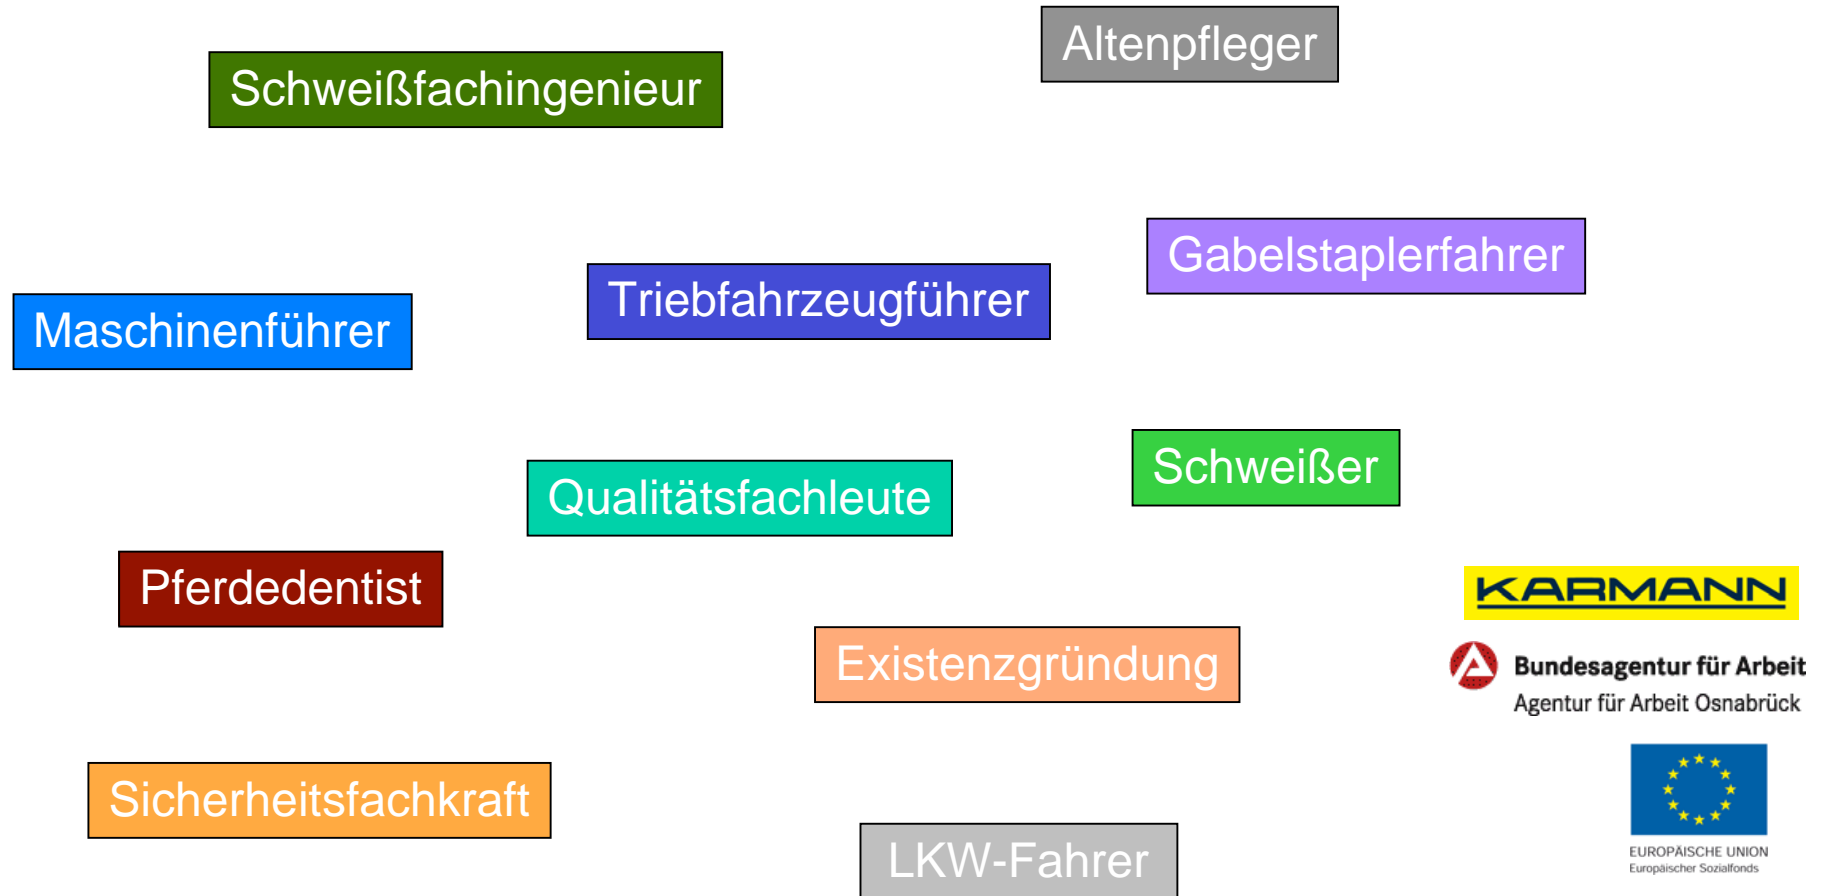 Altenpfleger
Schweißfachingenieur
Gabelstaplerfahrer
Triebfahrzeugführer
Maschinenführer
Schweißer
Qualitätsfachleute
Pferdedentist
KARMANN
Existenzgründung
Bundesagentur für Arbeit
Agentur für Arbeit Osnabrück
Sicherheitsfachkraft
LKW-Fahrer
EUROPÄISCHE UNION
Europäischer Sozialfonds